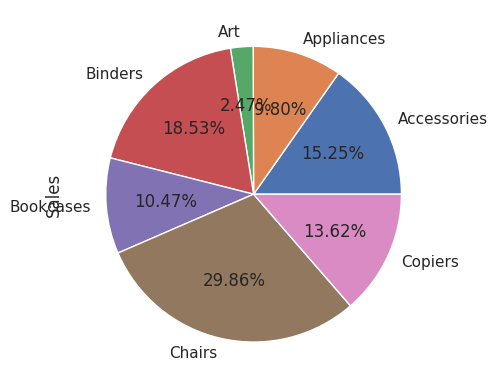 Art
Appliances
Binders
Accessories
2.47%
9.80%
18.53%
15.25%
Sales
Bookcases
10.47%
13.62%
Copiers
29.86%
Chairs